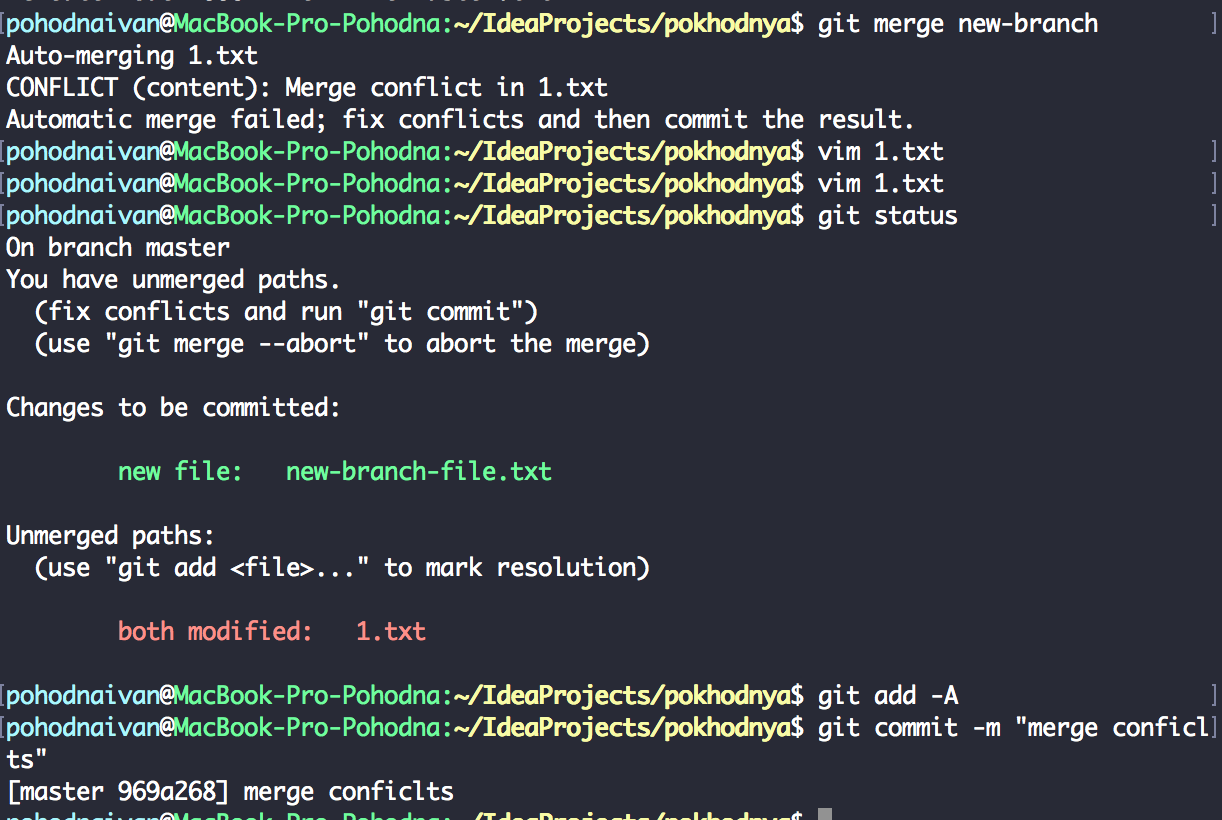 [pohodnaivan@MacBook-Pro-Pohodna:~/IdeaProjects/pokhodnya$ git merge new-branch ]
Auto-merging 1.txt
CONFLICT (content): Merge conflict in 1.txt
Automatic merge failed; fix conflicts and then commit the result.
[pohodnaivan@MacBook-Pro-Pohodna:~/IdeaProjects/pokhodnya$ vim 1.txt ]
[pohodnaivan@MacBook-Pro-Pohodna:~/IdeaProjects/pokhodnya$ vim 1.txt ]
[pohodnaivan@MacBook-Pro-Pohodna:~/IdeaProjects/pokhodnya$ git status ]
On branch master
You have unmerged paths.
  (fix conflicts and run "git commit")
  (use "git merge --abort" to abort the merge)
Changes to be committed:
        new file:   new-branch-file.txt
Unmerged paths:
  (use "git add <file>..." to mark resolution)
        both modified:   1.txt
[pohodnaivan@MacBook-Pro-Pohodna:~/IdeaProjects/pokhodnya$ git add -A ]
[pohodnaivan@MacBook-Pro-Pohodna:~/IdeaProjects/pokhodnya$ git commit -m "merge conficl]
ts"
[master 969a268] merge conficlts
pohodnaivan@MacBook-Pro-Pohodna:~/IdeaProjects/pokhodnya$